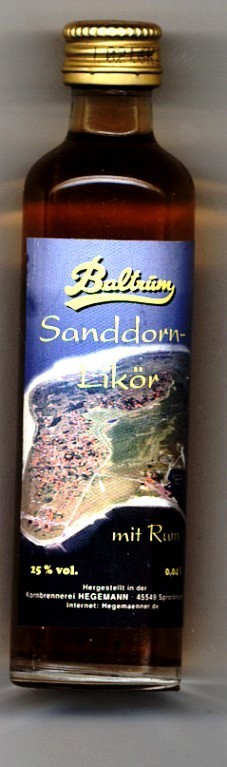 Baltrum
Sanddorn-
Likör
mit Rum
25 % vol.
Hergestellt in der
Kornbrennerei HEGEMANN · 45549
Internet: Hegemaenner.de